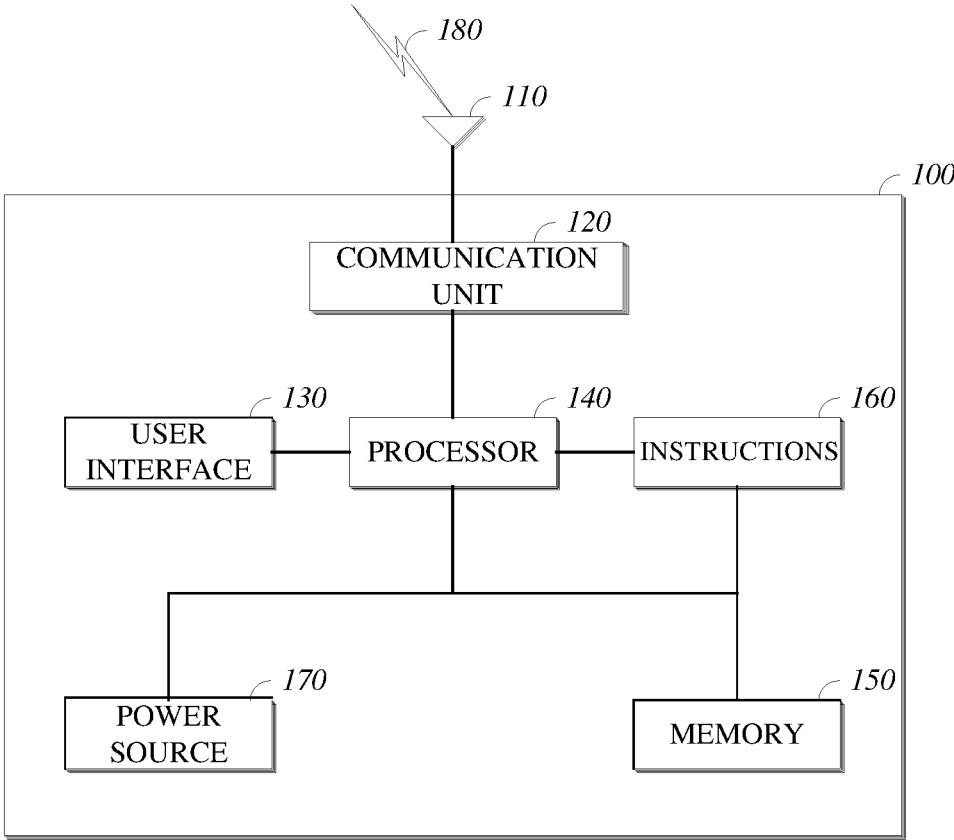 180
110
100
120
COMMUNICATION
UNIT
130
140
160
USER
INTERFACE
PROCESSOR
INSTRUCTIONS
170
150
POWER
SOURCE
MEMORY